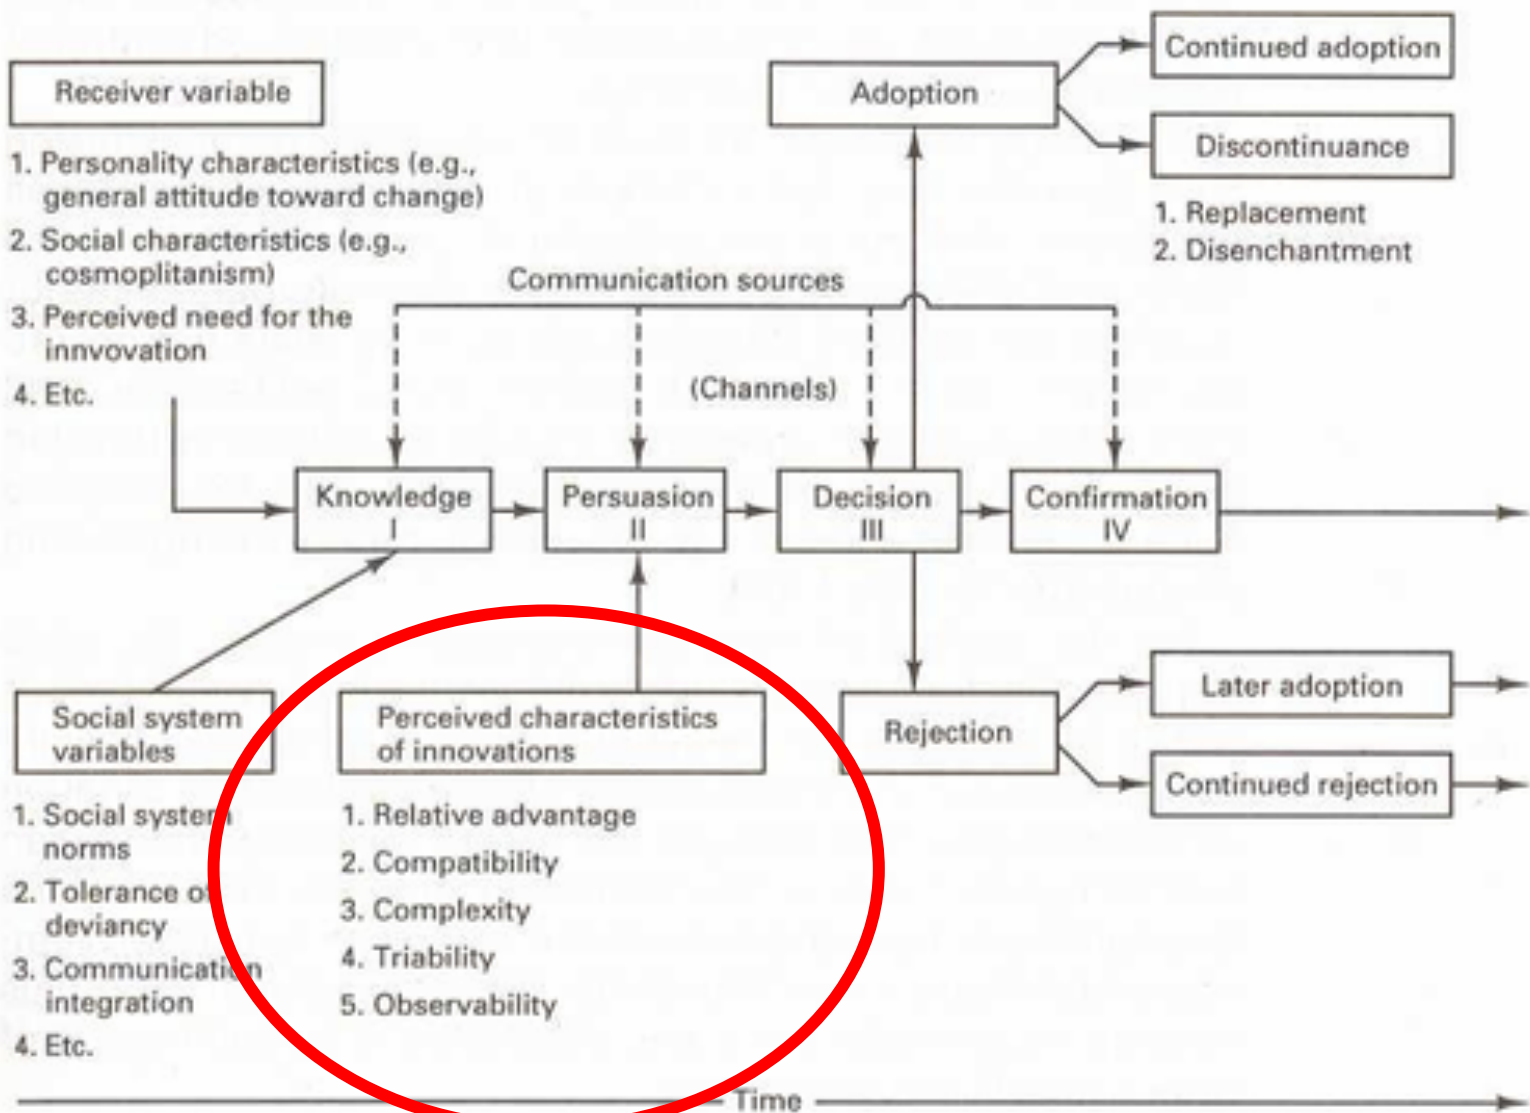 Receiver variable
1. Personality characteristics (e.g.,
general attitude toward change)
2. Social characteristics (e.g.,
cosmoplitanism)
3. Perceived need for the
innvovation
4. Etc.
Adoption
Continued adoption
Discontinuance
1. Replacement
2. Disenchantment
Communication sources
(Channels)
Knowledge
I
Persuasion
II
Decision
III
Confirmation
IV
Social system
variables
1. Social system
norms
2. Tolerance of
deviancy
3. Communication
integration
4. Etc.
Perceived characteristics
of innovations
1. Relative advantage
2. Compatibility
3. Complexity
4. Triability
5. Observability
Rejection
Later adoption
Continued rejection
Time